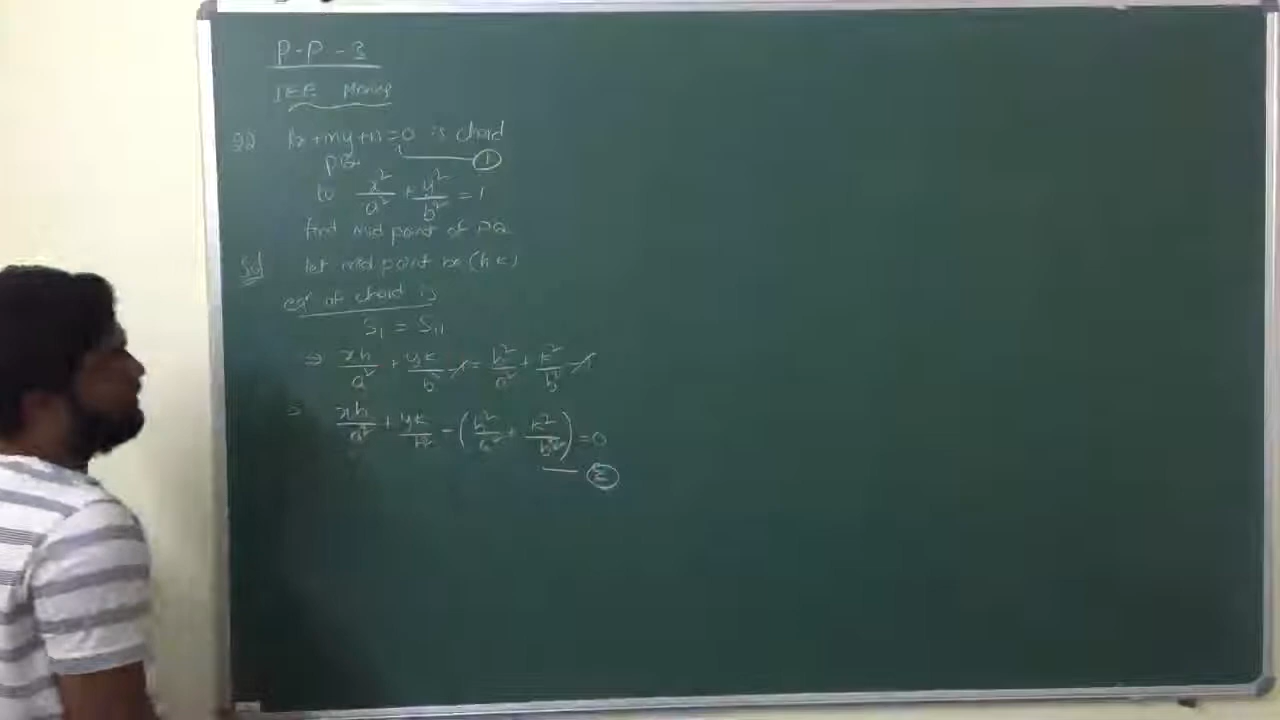 P-P-3
JEE Mains
22) lx+my+n=0 is chord
PQ ①
to x²/a² + y²/b² = 1
find mid point of PQ
Sol let mid point be (h k)
eqn of chord is
S₁ = S₁₁
⇒ xh/a² + yk/b² -1 = h²/a² + k²/b² -1
⇒ xh/a² + yk/b² - (h²/a² + k²/b²) = 0
②